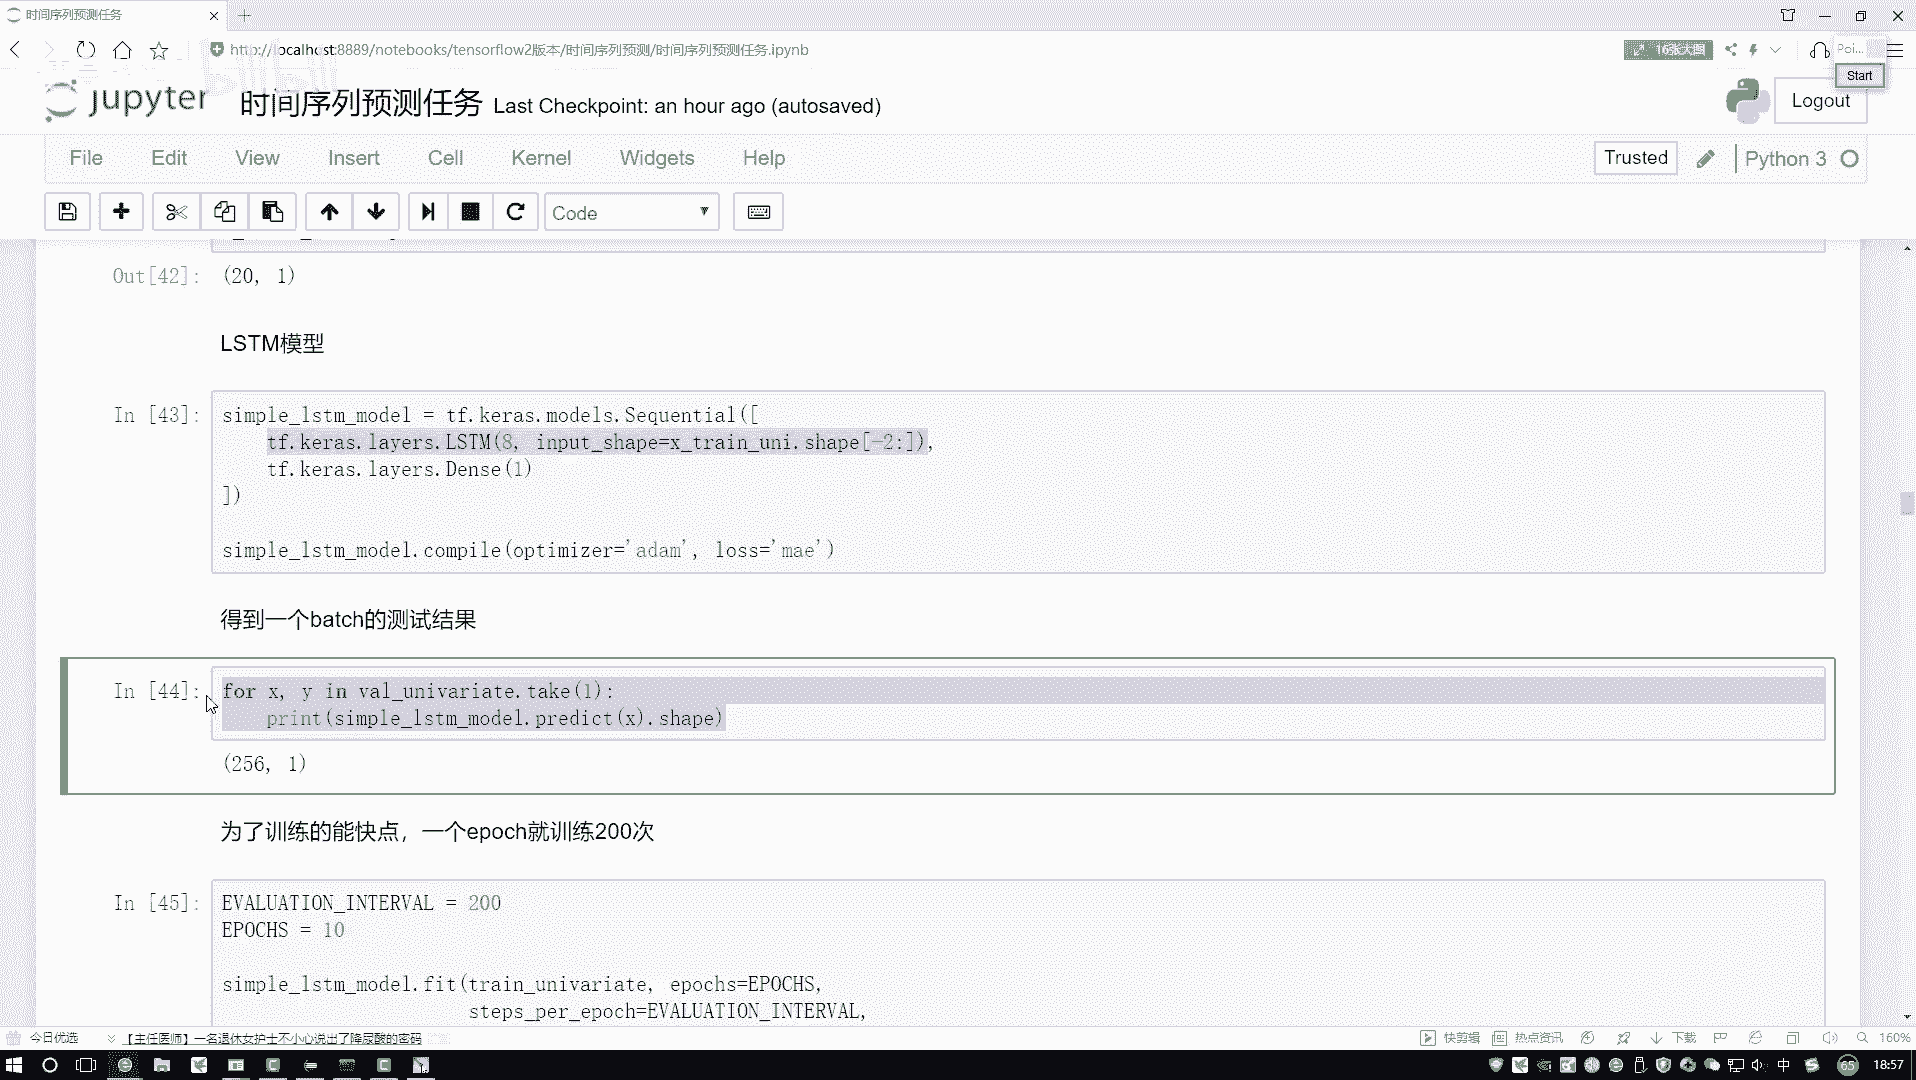 时间序列预测任务
http://localhost:8889/notebooks/tensorflow2版本/时间序列预测/时间序列预测任务.ipynb
16张大图
Poi...
Start
jupyter 时间序列预测任务 Last Checkpoint: an hour ago (autosaved)
Logout
File Edit View Insert Cell Kernel Widgets Help
Trusted
Python 3
Code
Out[42]: (20, 1)
LSTM模型
In [43]: simple_lstm_model = tf.keras.models.Sequential([
tf.keras.layers.LSTM(8, input_shape=x_train_uni.shape[-2:]),
tf.keras.layers.Dense(1)
])
simple_lstm_model.compile(optimizer='adam', loss='mae')
得到一个batch的测试结果
In [44]: for x, y in val_univariate.take(1):
print(simple_lstm_model.predict(x).shape)
(256, 1)
为了训练的能快点，一个epoch就训练200次
In [45]: EVALUATION_INTERVAL = 200
EPOCHS = 10
simple_lstm_model.fit(train_univariate, epochs=EPOCHS,
steps_per_epoch=EVALUATION_INTERVAL,
今日优选
【主任医师】一名退休女护士不小心说出了降尿酸的密码
快剪辑
热点资讯
下载
160%
中
65
18:57